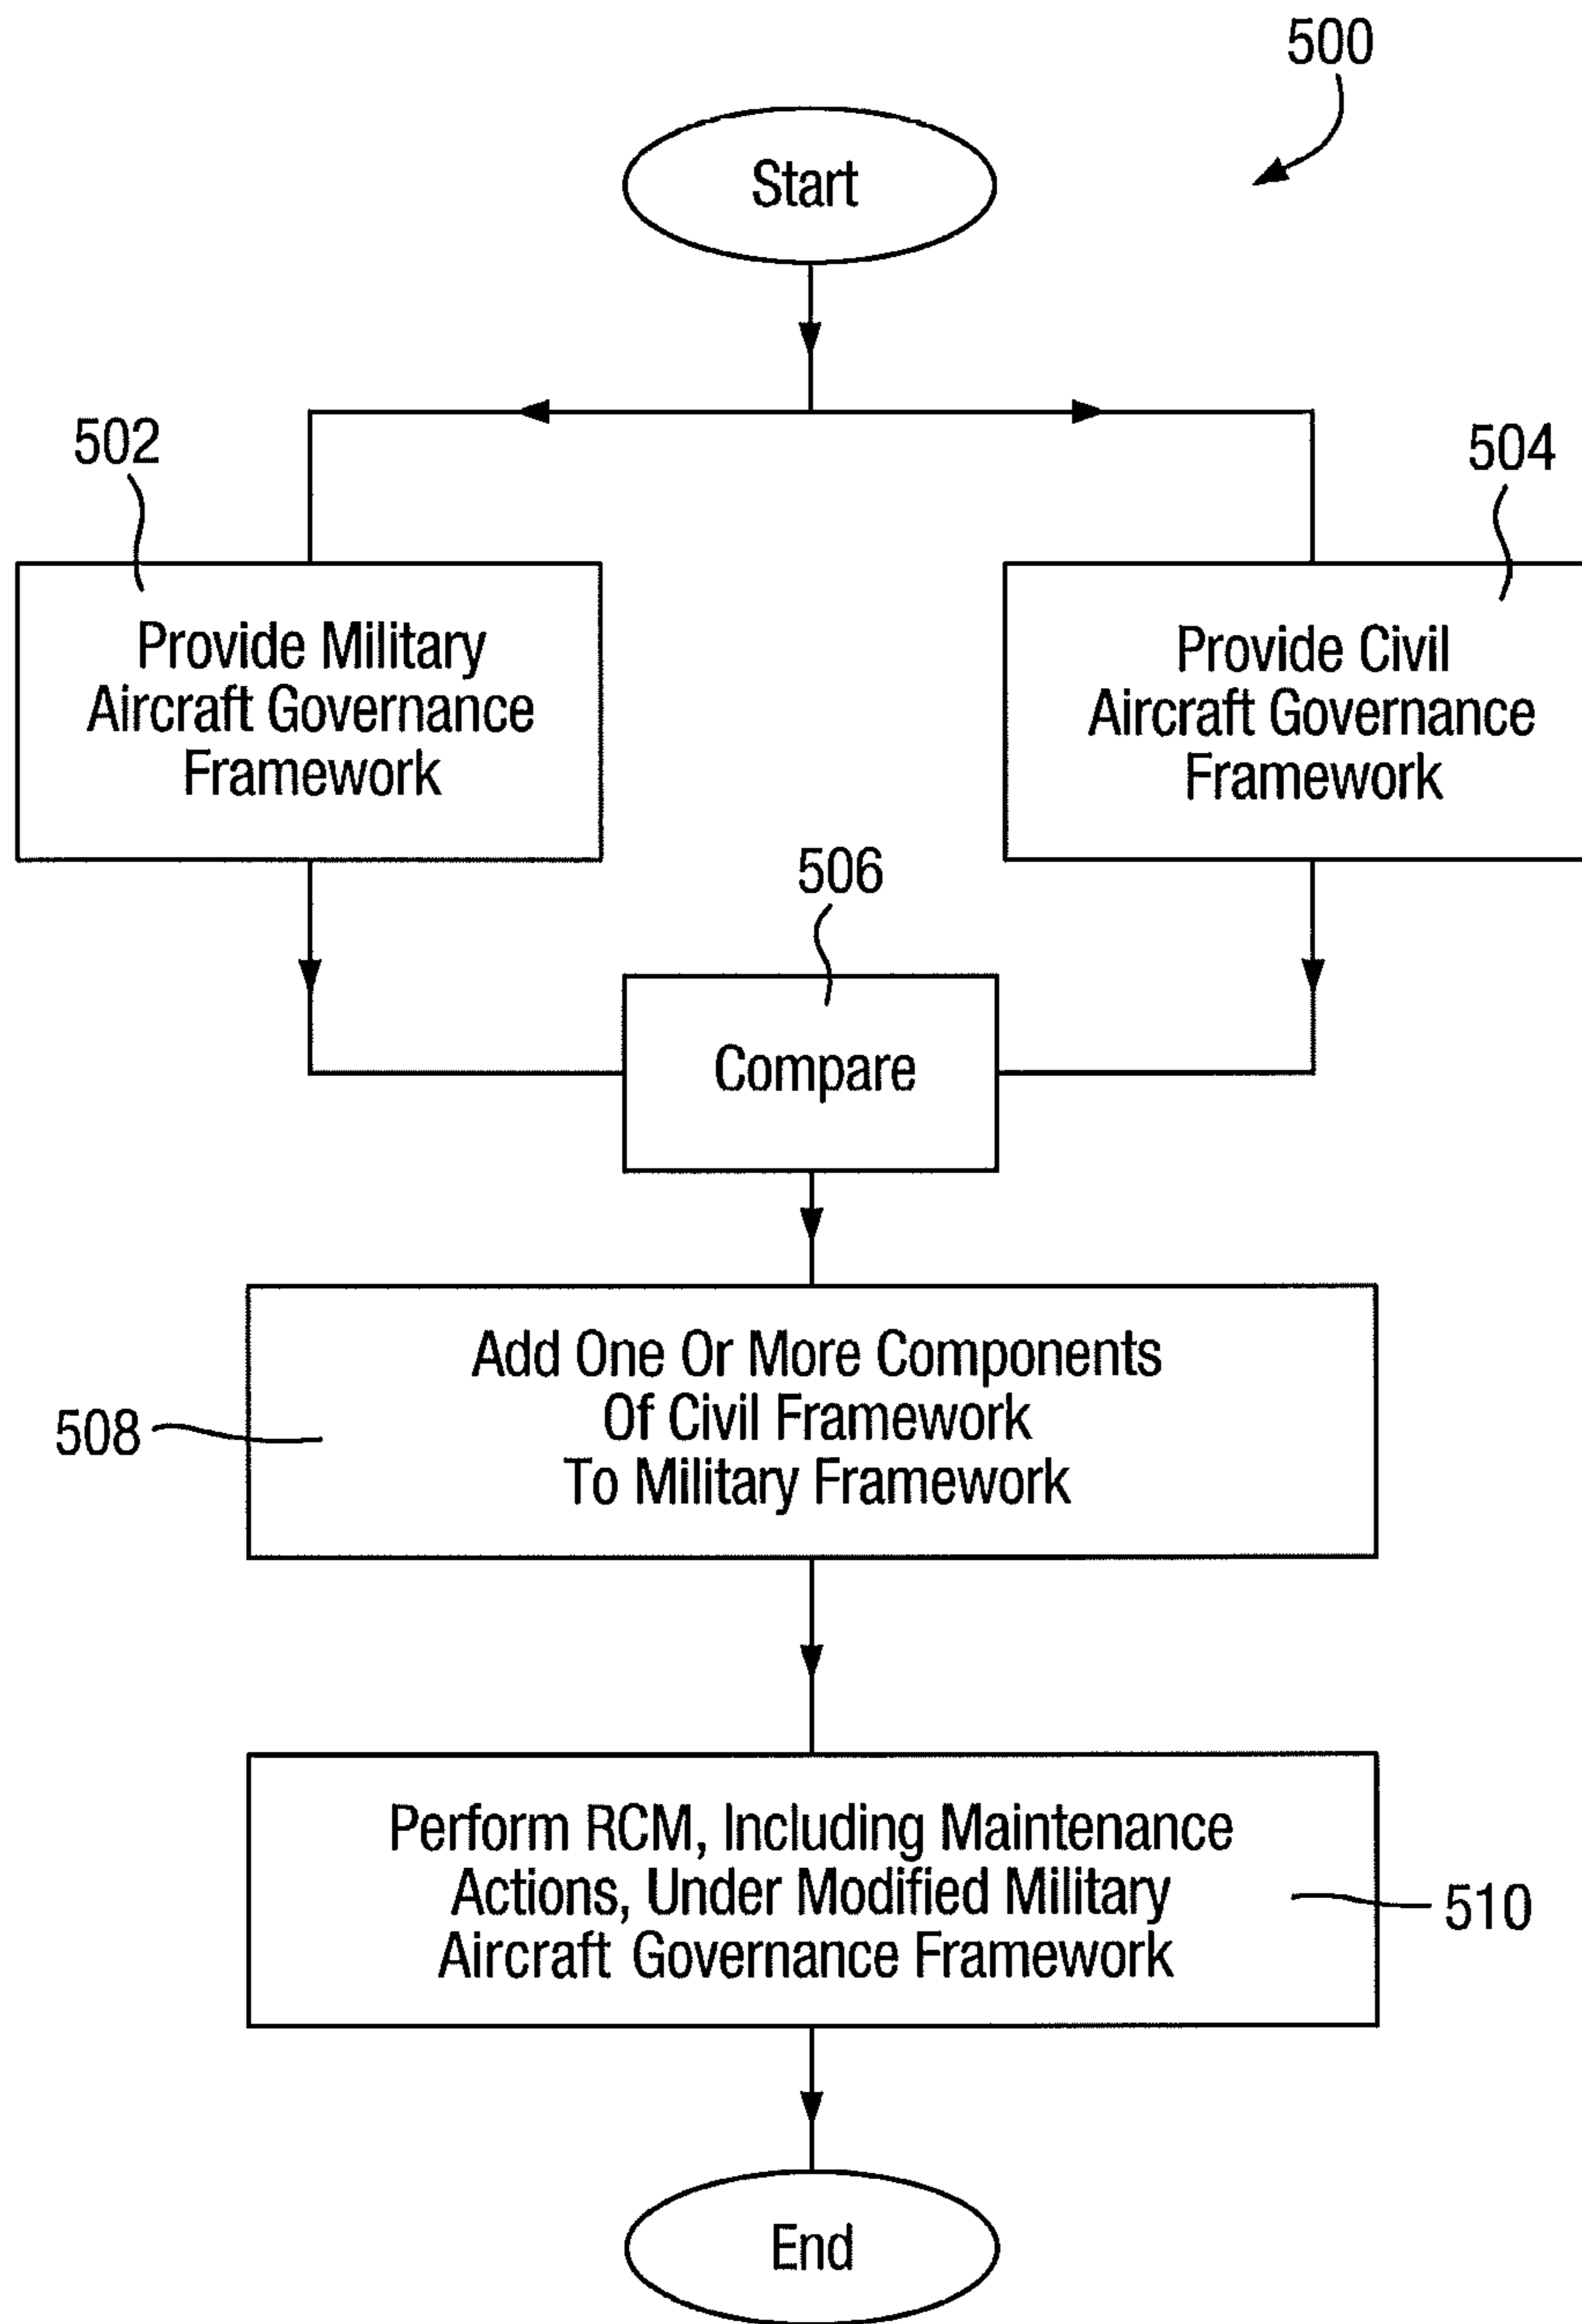 500
Start
502
504
Provide Military
Aircraft Governance
Framework
Provide Civil
Aircraft Governance
Framework
506
Compare
Add One Or More Components
Of Civil Framework
To Military Framework
508
Perform RCM, Including Maintenance
Actions, Under Modified Military
Aircraft Governance Framework
510
End